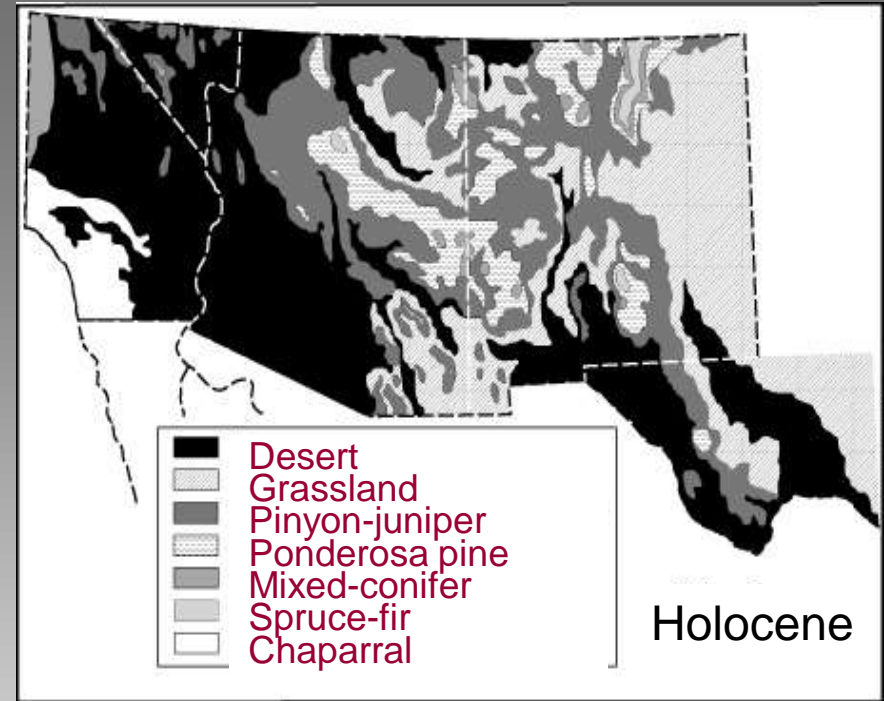 Desert
Grassland
Pinyon-juniper
Ponderosa pine
Mixed-conifer
Spruce-fir
Chaparral
Holocene